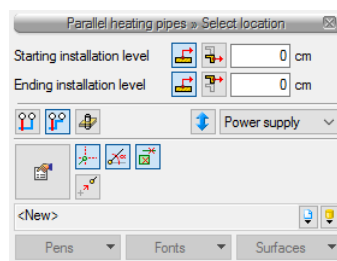 Parallel heating pipes » Select location
Starting installation level 0 cm
Ending installation level 0 cm
Power supply
<New>
Pens Fonts Surfaces